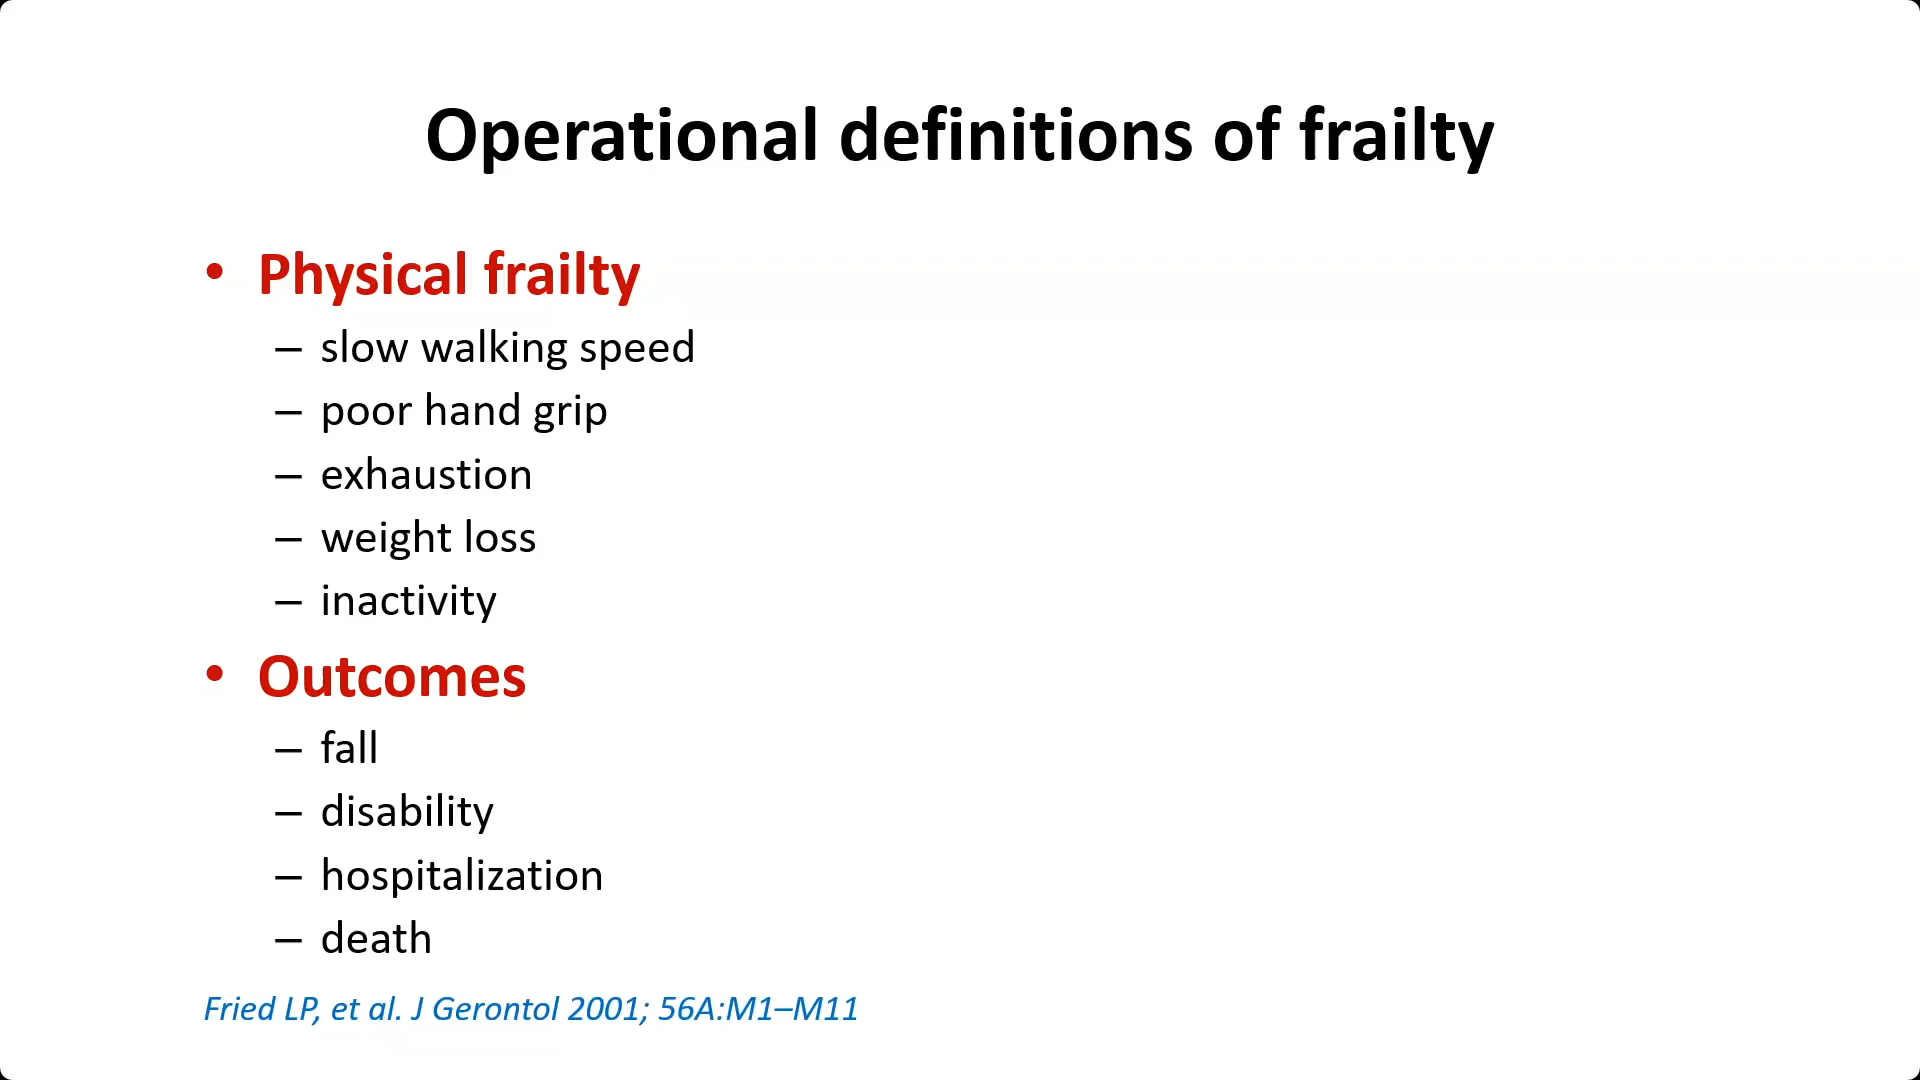 Operational definitions of frailty
• Physical frailty
– slow walking speed
– poor hand grip
– exhaustion
– weight loss
– inactivity
• Outcomes
– fall
– disability
– hospitalization
– death
Fried LP, et al. J Gerontol 2001; 56A:M1–M11